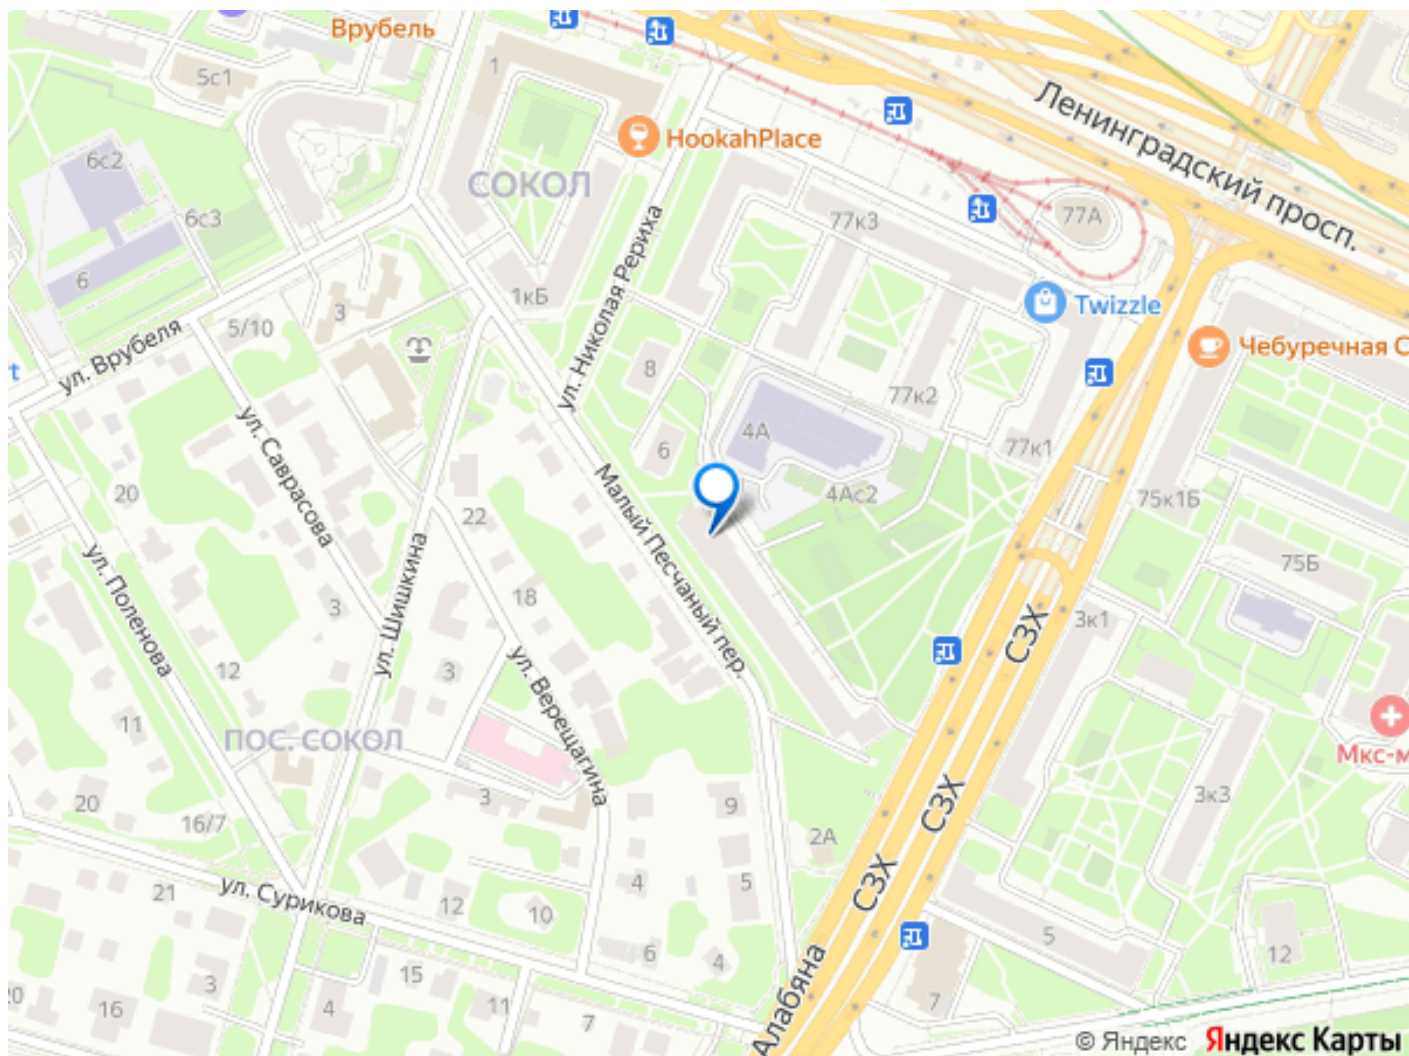 Врубель
5с1
1
HookahPlace
Ленинградский просп.
6с2
СОКОЛ
6с3
77к3
77А
6
3
1кБ
ул. Николая Рериха
Twizzle
5/10
ул. Врубеля
Чебуречная С
8
77к2
ул. Саврасова
4А
6
77к1
20
Малый Песчаный пер.
4Ас2
75к1Б
22
ул. Поленова
ул. Шишкина
75Б
3
18
3к1
СЗХ
12
3
ул. Верещагина
11
ПОС. СОКОЛ
Мкс-м
20
16/7
3
9
СЗХ
3к3
2А
21
ул. Сурикова
12
10
4
5
СЗХ
5
12
3
15
6
4
Алабяна
16
4
11
7
7
© Яндекс Яндекс Карты